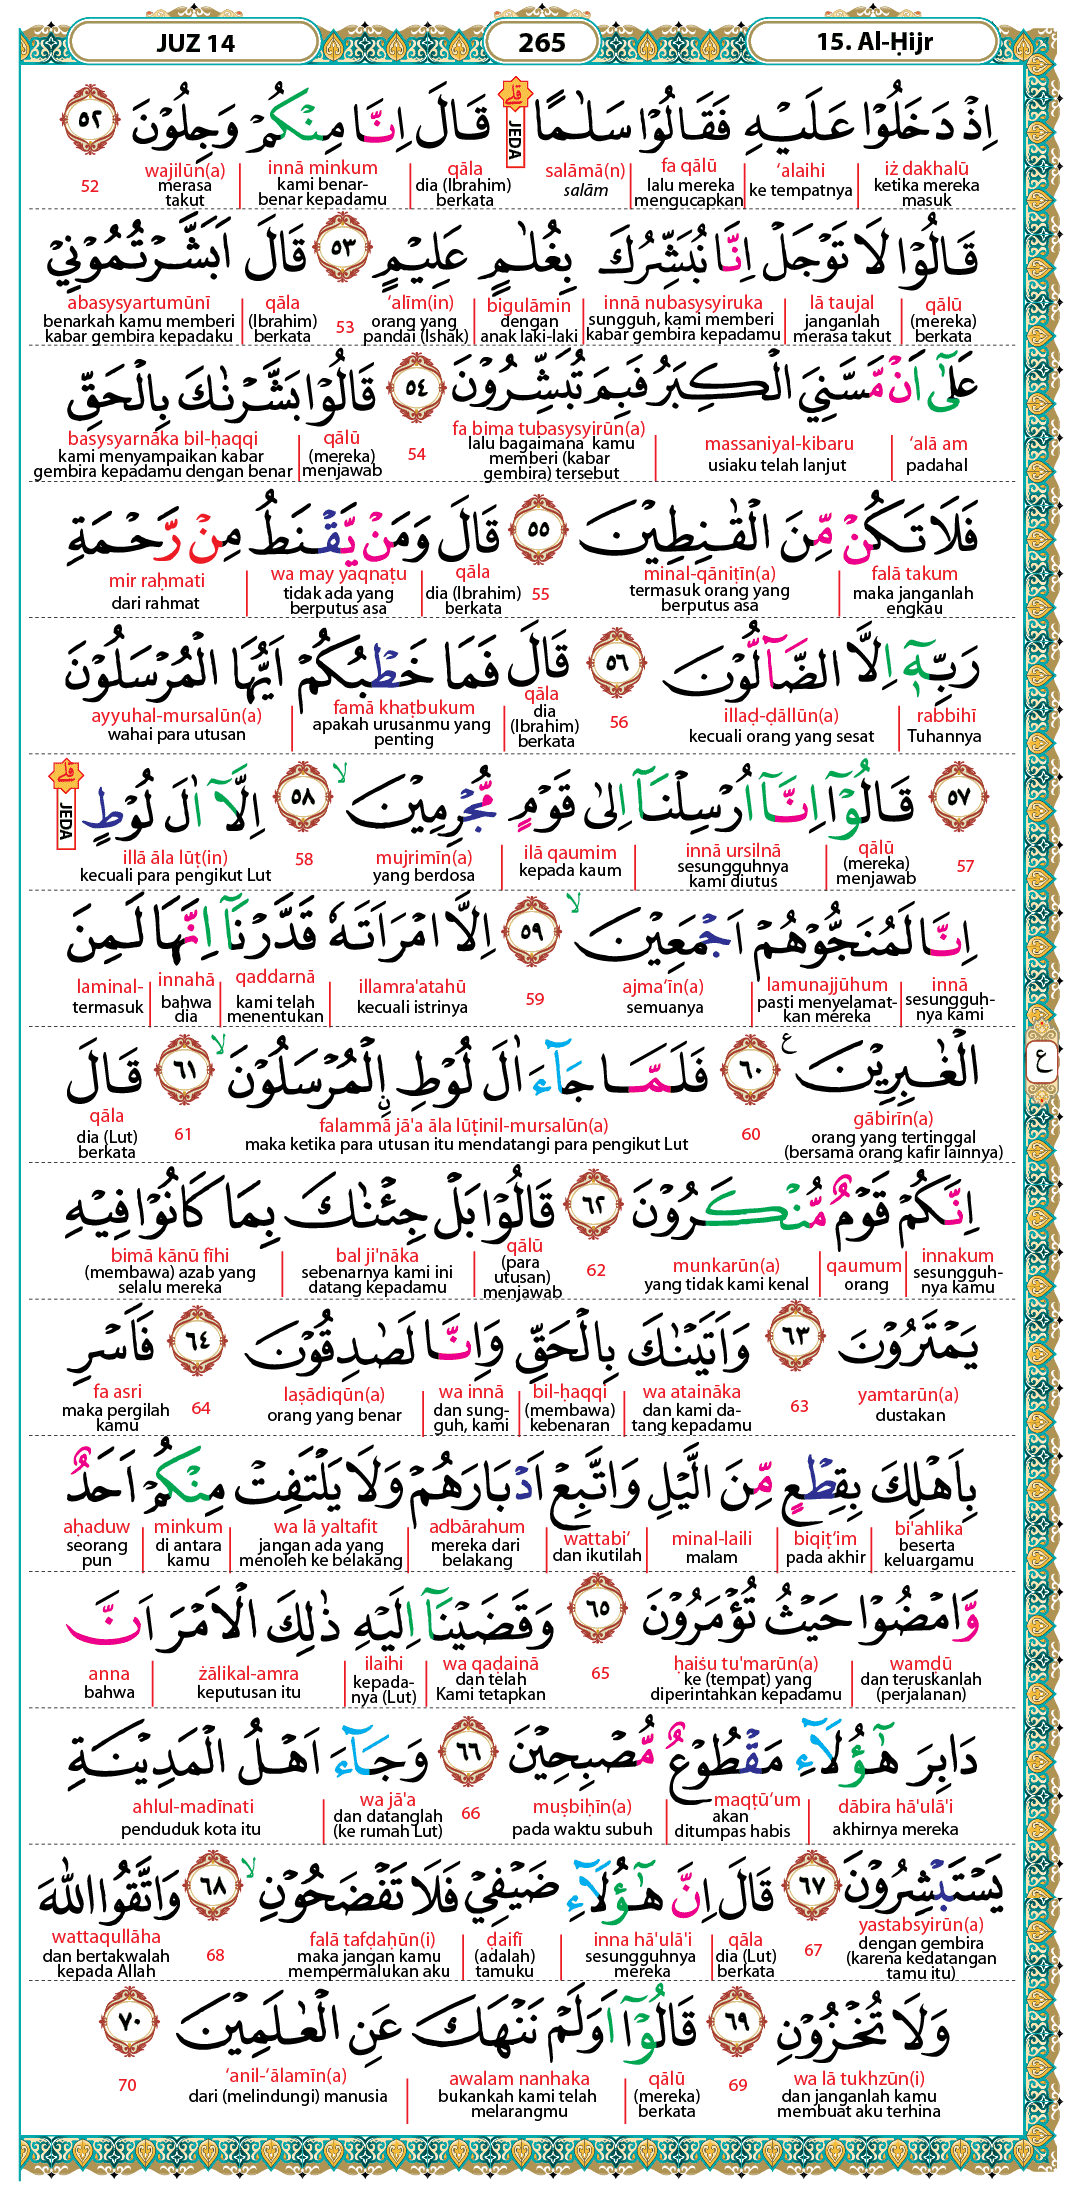 JUZ 14 265 15. Al-Ḥijr
اِذْ دَخَلُوْا عَلَيْهِ فَقَالُوْا سَلٰمًاۗ قَالَ اِنَّا مِنْكُمْ وَجِلُوْنَ ٥٢
JEDA
iż dakhalū ‘alaihi fa qālū salāmā(n) qāla innā minkum wajilūn(a)
ketika mereka masuk ke tempatnya lalu mereka mengucapkan salām dia (Ibrahim) berkata kami benar-benar kepadamu merasa takut 52
قَالُوْا لَا تَوْجَلْ اِنَّا نُبَشِّرُكَ بِغُلٰمٍ عَلِيْمٍ ٥٣ قَالَ اَبَشَّرْتُمُوْنِيْ
qālū lā taujal innā nubasysyiruka bigulāmin ‘alīm(in) qāla abasysyartumūnī
(mereka) berkata janganlah merasa takut sungguh, kami memberi kabar gembira kepadamu dengan anak laki-laki orang yang pandai (Ishak) 53 (Ibrahim) berkata benarkah kamu memberi kabar gembira kepadaku
عَلٰٓى اَنْ مَّسَّنِيَ الْكِبَرُ فَبِمَ تُبَشِّرُوْنَ ٥٤ قَالُوْا بَشَّرْنٰكَ بِالْحَقِّ
‘alā am massaniyal-kibaru fa bima tubasysyirūn(a) qālū basysyarnāka bil-ḥaqqi
padahal usiaku telah lanjut lalu bagaimana kamu memberi (kabar gembira) tersebut 54 (mereka) menjawab kami menyampaikan kabar gembira kepadamu dengan benar
فَلَا تَكُنْ مِّنَ الْقٰنِطِيْنَ ٥٥ قَالَ وَمَنْ يَّقْنَطُ مِنْ رَّحْمَةِ
falā takum minal-qāniṭīn(a) qāla wa may yaqnaṭu mir raḥmati
maka janganlah engkau termasuk orang yang berputus asa 55 dia (Ibrahim) berkata tidak ada yang berputus asa dari rahmat
رَبِّهٖٓ اِلَّا الضَّاۤلُّوْنَ ٥٦ قَالَ فَمَا خَطْبُكُمْ اَيُّهَا الْمُرْسَلُوْنَ
rabbihī illaḍ-ḍāllūn(a) qāla famā khaṭbukum ayyuhal-mursalūn(a)
Tuhannya kecuali orang yang sesat 56 dia (Ibrahim) berkata apakah urusanmu yang penting wahai para utusan
٥٧ قَالُوْٓا اِنَّآ اُرْسِلْنَآ اِلٰى قَوْمٍ مُّجْرِمِيْنَۙ ٥٨ اِلَّآ اٰلَ لُوْطٍۗ
JEDA
qālū innā ursilnā ilā qaumim mujrimīn(a) illā āla lūṭ(in)
57 (mereka) menjawab sesungguhnya kami diutus kepada kaum yang berdosa 58 kecuali para pengikut Lut
اِنَّا لَمُنَجُّوْهُمْ اَجْمَعِيْنَۙ ٥٩ اِلَّا امْرَاَتَهٗ قَدَّرْنَآ اِنَّهَا لَمِنَ
innā lamunajjūhum ajma‘īn(a) illamra'atahū qaddarnā innahā laminal-
sesungguh-nya kami pasti menyelamat-kan mereka semuanya 59 kecuali istrinya kami telah menentukan bahwa dia termasuk
الْغٰبِرِيْنَ ࣖ ٦٠ فَلَمَّا جَاۤءَ اٰلَ لُوْطِ ِۨالْمُرْسَلُوْنَۙ ٦١ قَالَ
ع
gābirīn(a) falammā jā'a āla lūṭinil-mursalūn(a) qāla
orang yang tertinggal (bersama orang kafir lainnya) 60 maka ketika para utusan itu mendatangi para pengikut Lut 61 dia (Lut) berkata
اِنَّكُمْ قَوْمٌ مُّنْكَرُوْنَ ٦٢ قَالُوْا بَلْ جِئْنٰكَ بِمَا كَانُوْا فِيْهِ
innakum qaumum munkarūn(a) qālū bal ji'nāka bimā kānū fīhi
sesungguh-nya kamu orang yang tidak kami kenal 62 (para utusan) menjawab sebenarnya kami ini datang kepadamu (membawa) azab yang selalu mereka
يَمْتَرُوْنَ ٦٣ وَاَتَيْنٰكَ بِالْحَقِّ وَاِنَّا لَصٰدِقُوْنَ ٦٤ فَاَسْرِ
yamtarūn(a) wa atainaāka bil-ḥaqqi wa innā laṣādiqūn(a) fa asri
dustakan 63 dan kami da-tang kepadamu (membawa) kebenaran dan sung-guh, kami orang yang benar 64 maka pergilah kamu
بِاَهْلِكَ بِقِطْعٍ مِّنَ الَّيْلِ وَاتَّبِعْ اَدْبَارَهُمْ وَلَا يَلْتَفِتْ مِنْكُمْ اَحَدٌ
bi'ahlika biqiṭ‘im minal-laili wattabi‘ adbārahum wa lā yaltafit minkum aḥaduw
beserta keluargamu pada akhir malam dan ikutilah mereka dari belakang jangan ada yang menoleh ke belakang di antara kamu seorang pun
وَّامْضُوْا حَيْثُ تُؤْمَرُوْنَ ٦٥ وَقَضَيْنَآ اِلَيْهِ ذٰلِكَ الْاَمْرَ اَنَّ
wamḍū ḥaiśu tu'marūn(a) wa qaḍainā ilaihi żālikal-amra anna
dan teruskanlah (perjalanan) ke (tempat) yang diperintahkan kepadamu 65 dan telah Kami tetapkan kepada-nya (Lut) keputusan itu bahwa
دَابِرَ هٰٓؤُلَاۤءِ مَقْطُوْعٌ مُّصْبِحِيْنَ ٦٦ وَجَاۤءَ اَهْلُ الْمَدِيْنَةِ
dābira hā'ulā'i maqṭū‘um muṣbiḥīn(a) wa jā'a ahlul-madīnati
akhirnya mereka akan ditumpas habis pada waktu subuh 66 dan datanglah (ke rumah Lut) penduduk kota itu
يَسْتَبْشِرُوْنَ ٦٧ قَالَ اِنَّ هٰٓؤُلَاۤءِ ضَيْفِيْ فَلَا تَفْضَحُوْنِۙ ٦٨ وَاتَّقُوا اللّٰهَ
yastabsyirūn(a) qāla inna hā'ulā'i ḍaifī falā tafḍaḥūn(i) wattaqullāha
dengan gembira (karena kedatangan tamu itu) 67 dia (Lut) berkata sesungguhnya mereka (adalah) tamuku maka jangan kamu mempermalukan aku 68 dan bertakwalah kepada Allah
وَلَا تُخْزُوْنِ ٦٩ قَالُوْٓا اَوَلَمْ نَنْهَكَ عَنِ الْعٰلَمِيْنَ ٧٠
wa lā tukhzūn(i) qālū awalam nanhaka ‘anil-‘ālamīn(a)
dan janganlah kamu membuat aku terhina 69 (mereka) berkata bukankah kami telah melarangmu dari (melindungi) manusia 70